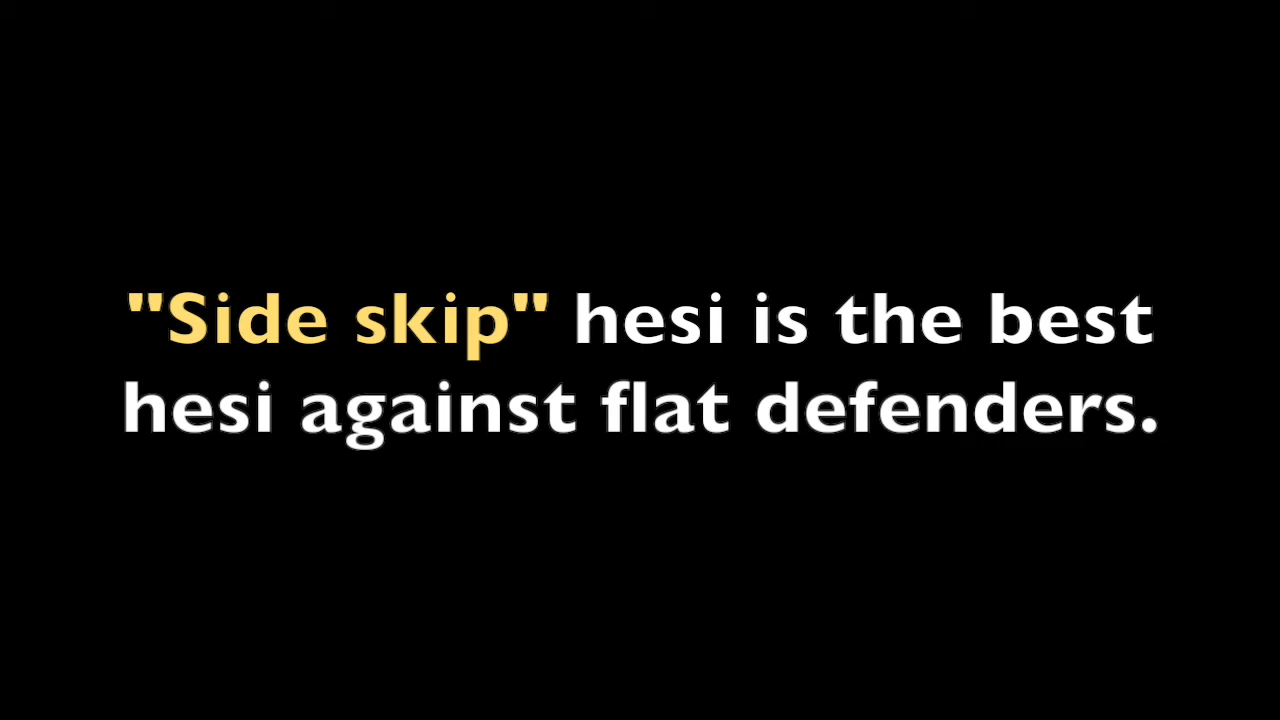 "Side skip" hesi is the best
hesi against flat defenders.